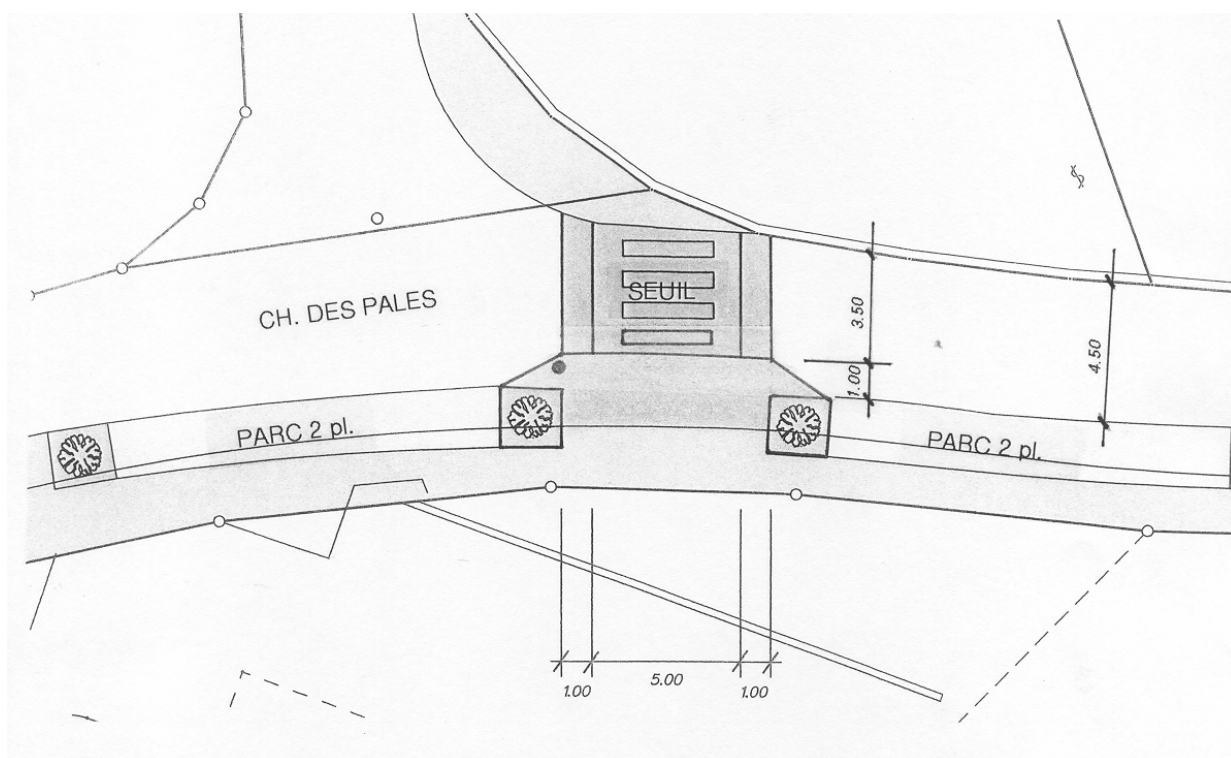 CH. DES PALES
SEUIL
3.50
1.00
4.50
PARC 2 pl.
PARC 2 pl.
1.00
5.00
1.00